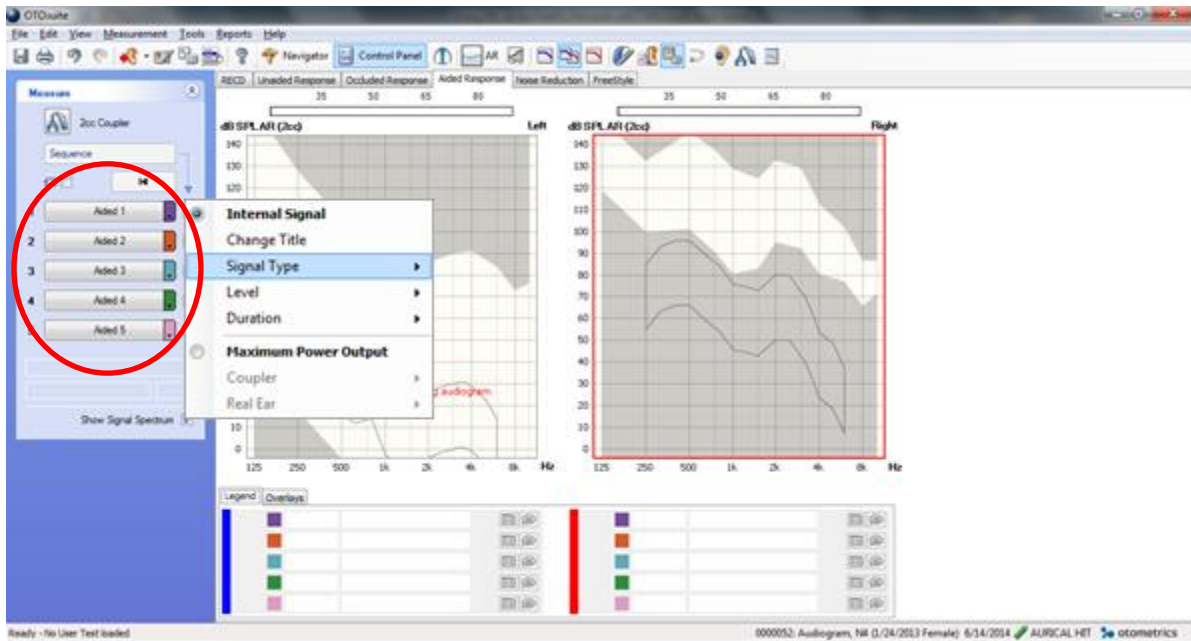 OTOsuite
File Edit View Measurement Tools Reports Help
Navigator Control Panel AR
RECD Unaided Response Occluded Response Aided Response Noise Reduction FreeStyle
Measure
2cc Coupler
Sequence
Aided 1
2 Aided 2
3 Aided 3
4 Aided 4
Aided 5
Show Signal Spectrum
Internal Signal
Change Title
Signal Type
Level
Duration
Maximum Power Output
Coupler
Real Ear
35 50 65 80
dB SPL AR (2cc) Left
140
130
120
audiogram
10
0
125 250 500 1k 2k 4k 8k Hz
35 50 65 80
dB SPL AR (2cc) Right
140
130
120
110
100
90
80
70
60
50
40
30
20
10
0
125 250 500 1k 2k 4k 8k Hz
Legend Overlays
Ready - No User Test loaded
0000052: Audiogram, NII (1/24/2013 Female) 6/14/2014 AURICAL HIT otometrics